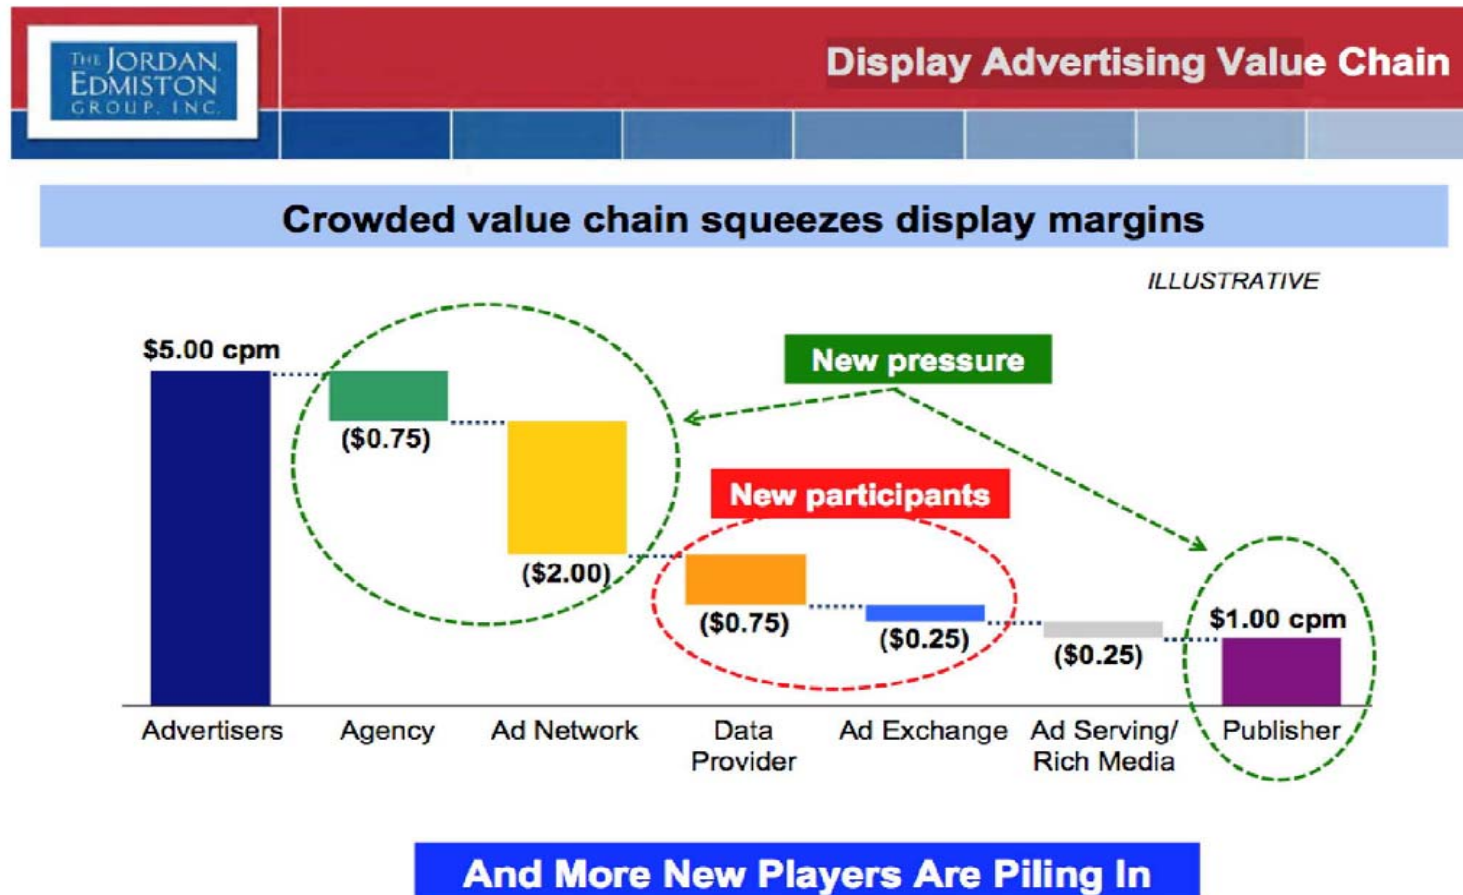 THE JORDAN,
EDMISTON
GROUP, INC.
Display Advertising Value Chain
Crowded value chain squeezes display margins
ILLUSTRATIVE
$5.00 cpm
New pressure
($0.75)
New participants
($2.00)
($0.75)
($0.25)
($0.25)
$1.00 cpm
Advertisers
Agency
Ad Network
Data
Provider
Ad Exchange
Ad Serving/
Rich Media
Publisher
And More New Players Are Piling In